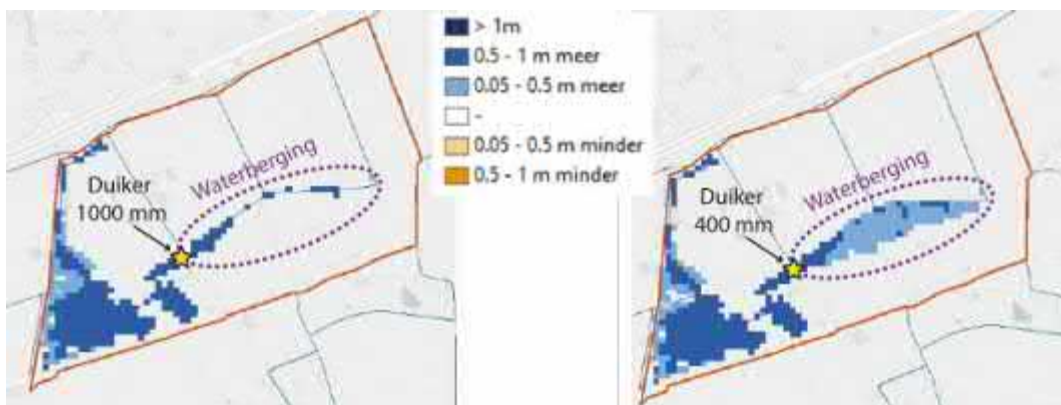 Waterberging
Duiker
1000 mm
> 1m
0.5 - 1 m meer
0.05 - 0.5 m meer
-
0.05 - 0.5 m minder
0.5 - 1 m minder
Waterberging
Duiker
400 mm